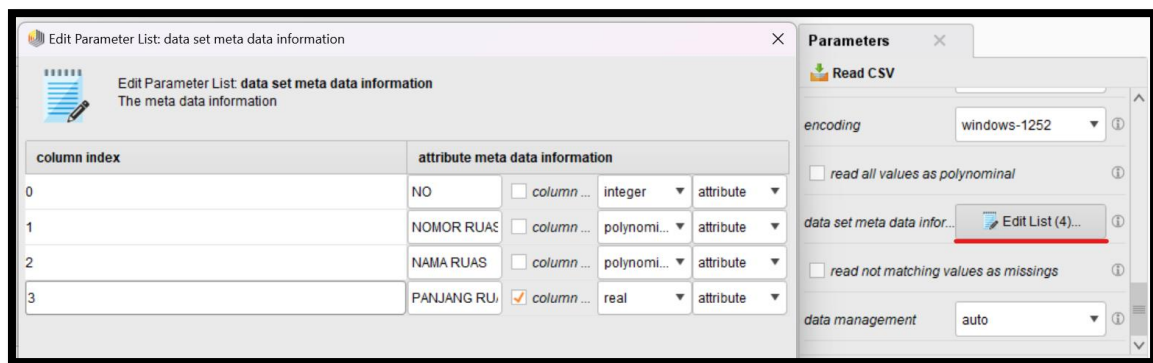 Edit Parameter List: data set meta data information
Edit Parameter List: data set meta data information
The meta data information
column index attribute meta data information
0 NO column ... integer attribute
1 NOMOR RUAS column ... polynomi... attribute
2 NAMA RUAS column ... polynomi... attribute
3 PANJANG RU column ... real attribute
Parameters
Read CSV
encoding windows-1252
read all values as polynominal
data set meta data infor... Edit List (4)...
read not matching values as missings
data management auto